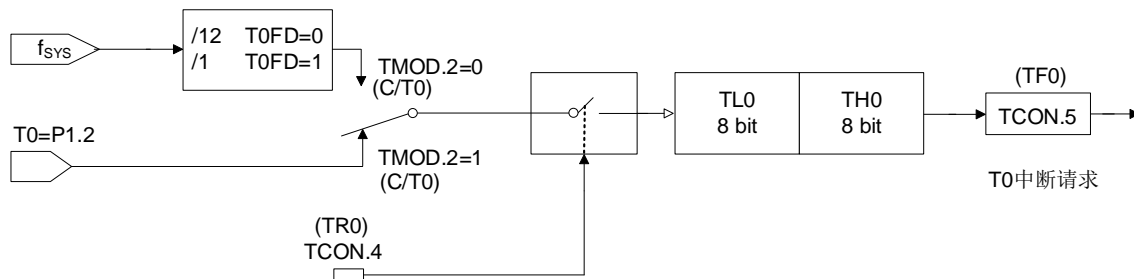 fSYS
/12 T0FD=0
/1 T0FD=1
TMOD.2=0
(C/T0)
T0=P1.2
TMOD.2=1
(C/T0)
(TR0)
TCON.4
TL0
8 bit
TH0
8 bit
(TF0)
TCON.5
T0中断请求